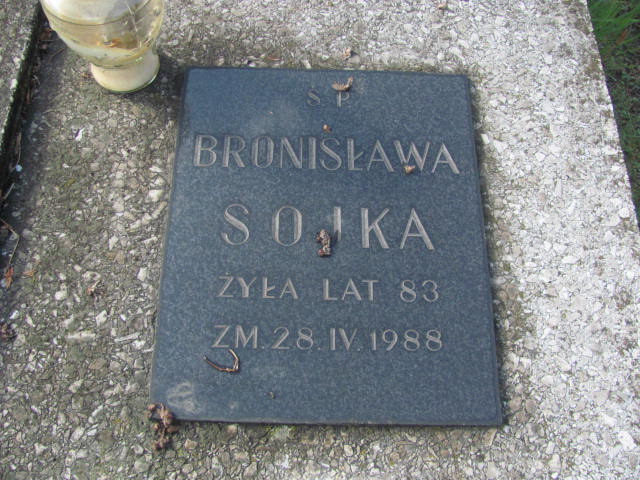 Ś P
BRONISŁAWA
SOJKA
ŻYŁA LAT 83
ZM. 28. IV. 1988